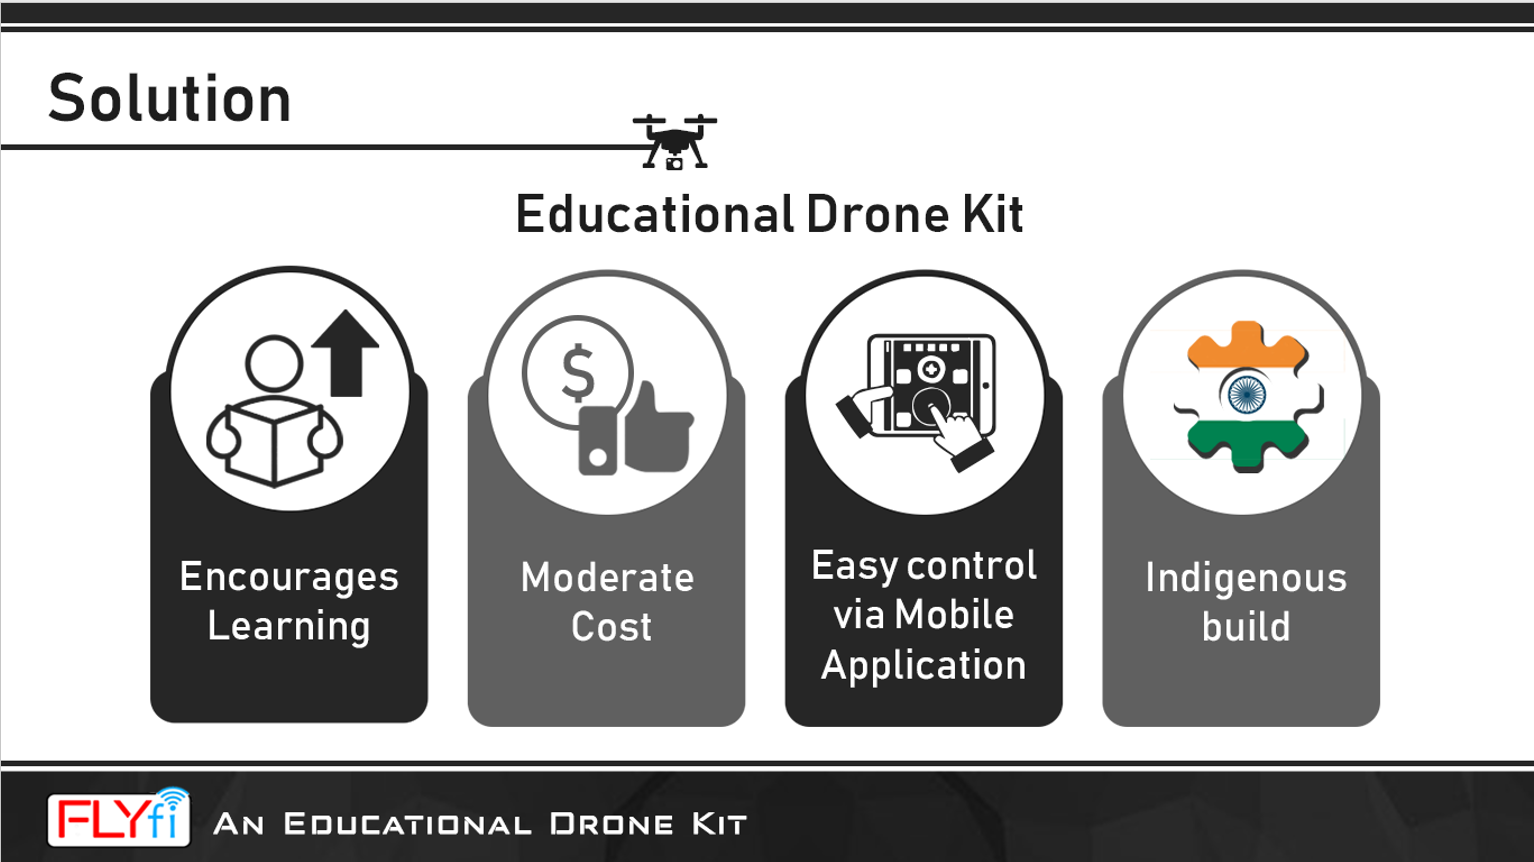 Solution
Educational Drone Kit
$
Encourages
Learning
Moderate
Cost
Easy control
via Mobile
Application
Indigenous
build
FLYfi
An Educational Drone Kit